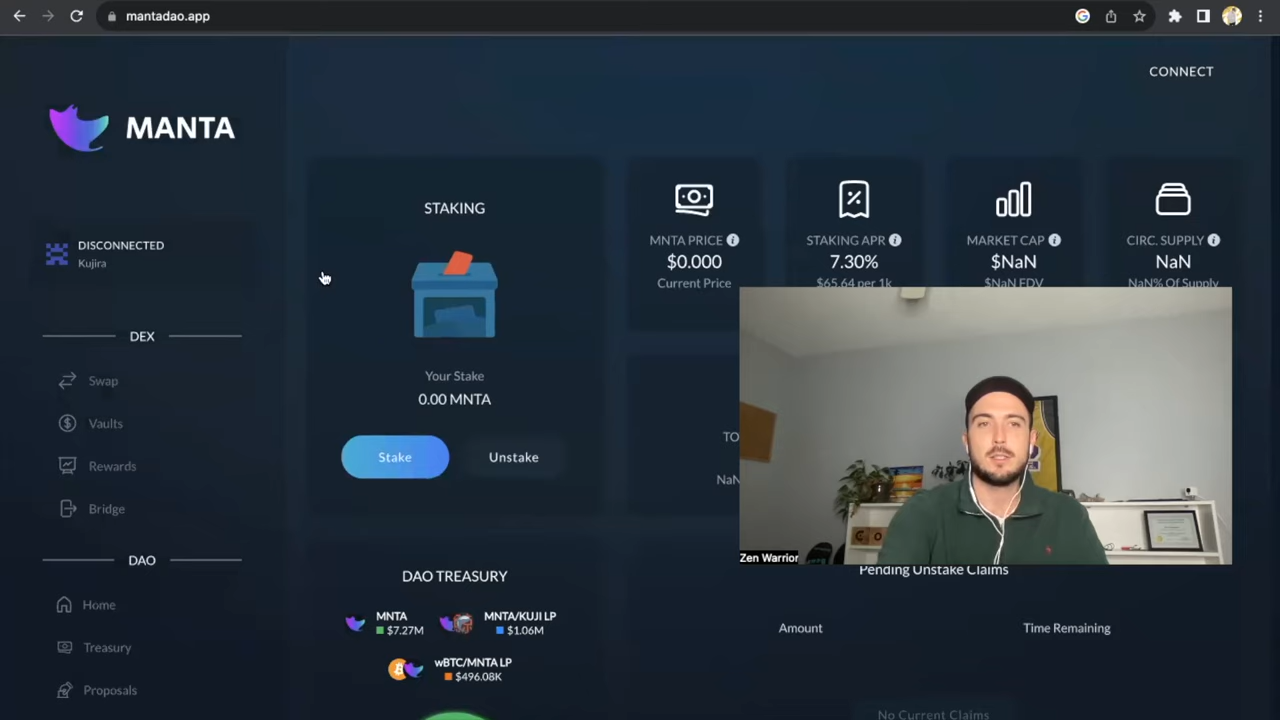 mantadao.app
CONNECT
MANTA
DISCONNECTED
Kujira
DEX
Swap
Vaults
Rewards
Bridge
DAO
Home
Treasury
Proposals
STAKING
Your Stake
0.00 MNTA
Stake
Unstake
MNTA PRICE
$0.000
Current Price
STAKING APR
7.30%
$65.64 per 1k
MARKET CAP
$NaN
$NaN FDV
CIRC. SUPPLY
NaN
NaN% Of Supply
TO
NaN
Zen Warrior
DAO TREASURY
MNTA
$7.27M
MNTA/KUJI LP
$1.06M
wBTC/MNTA LP
$496.08K
Pending Unstake Claims
Amount
Time Remaining
No Current Claims